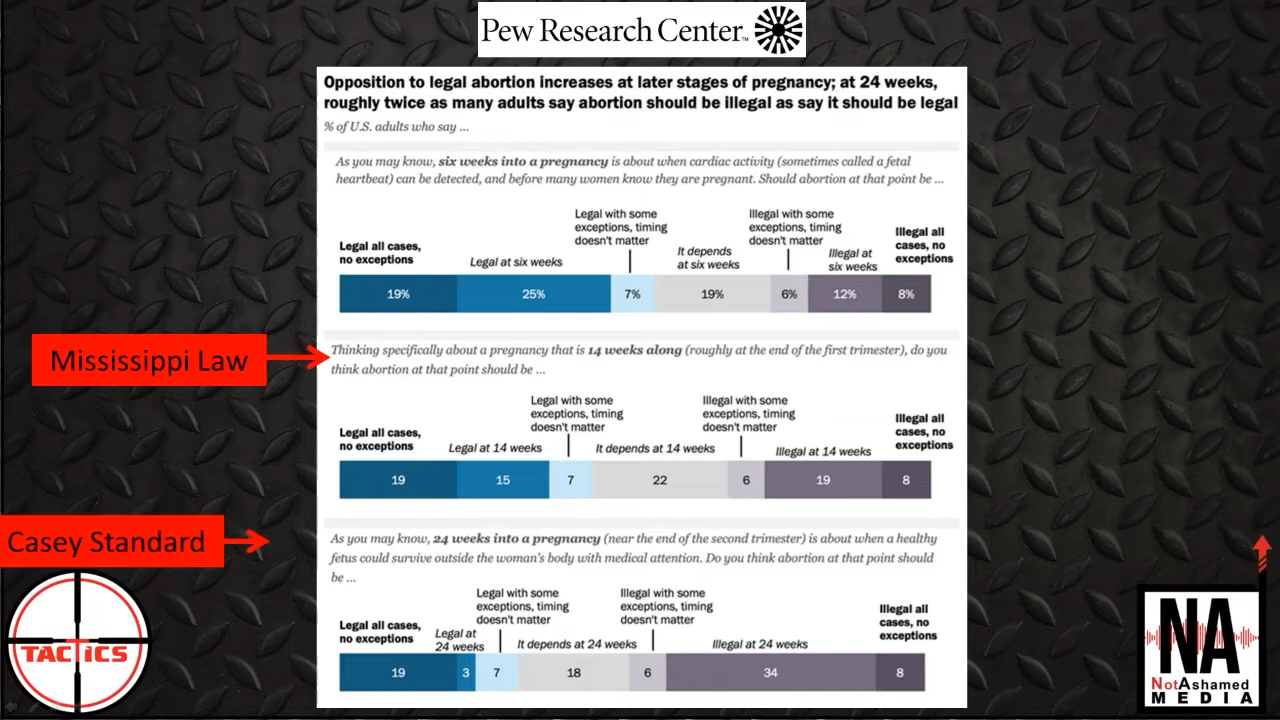 Pew Research Center™
Opposition to legal abortion increases at later stages of pregnancy; at 24 weeks,
roughly twice as many adults say abortion should be illegal as say it should be legal
% of U.S. adults who say ...
As you may know, six weeks into a pregnancy is about when cardiac activity (sometimes called a fetal
heartbeat) can be detected, and before many women know they are pregnant. Should abortion at that point be ...
Legal all cases,
no exceptions
Legal at six weeks
Legal with some
exceptions, timing
doesn't matter
It depends
at six weeks
Illegal with some
exceptions, timing
doesn't matter
Illegal at
six weeks
Illegal all
cases, no
exceptions
19% 25% 7% 19% 6% 12% 8%
Mississippi Law
Thinking specifically about a pregnancy that is 14 weeks along (roughly at the end of the first trimester), do you
think abortion at that point should be ...
Legal all cases,
no exceptions
Legal at 14 weeks
Legal with some
exceptions, timing
doesn't matter
It depends at 14 weeks
Illegal with some
exceptions, timing
doesn't matter
Illegal at 14 weeks
Illegal all
cases, no
exceptions
19 15 7 22 6 19 8
Casey Standard
As you may know, 24 weeks into a pregnancy (near the end of the second trimester) is about when a healthy
fetus could survive outside the woman's body with medical attention. Do you think abortion at that point should
be ...
Legal all cases,
no exceptions
Legal at
24 weeks
Legal with some
exceptions, timing
doesn't matter
It depends at 24 weeks
Illegal with some
exceptions, timing
doesn't matter
Illegal at 24 weeks
Illegal all
cases, no
exceptions
19 3 7 18 6 34 8
TACTICS
NA
NotAshamed
MEDIA